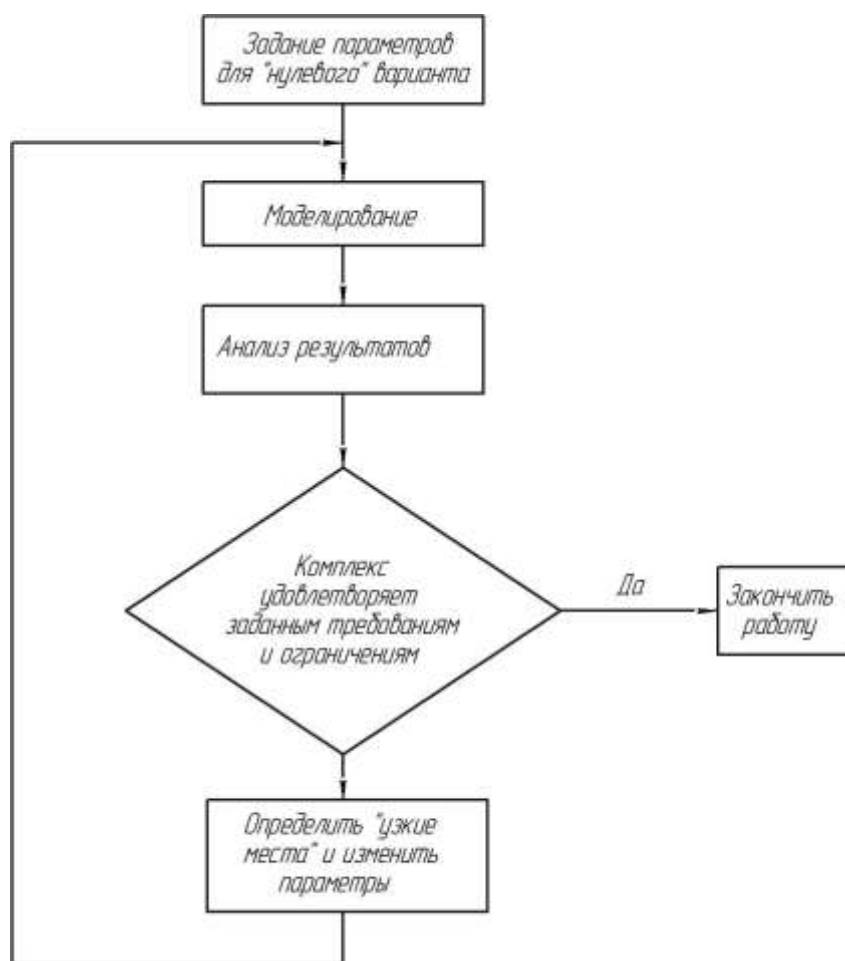 Задание параметров
для "нулевого" варианта
Моделирование
Анализ результатов
Комплекс
удовлетворяет
заданным требованиям
и ограничениям
Да
Закончить
работу
Определить "узкие
места" и изменить
параметры